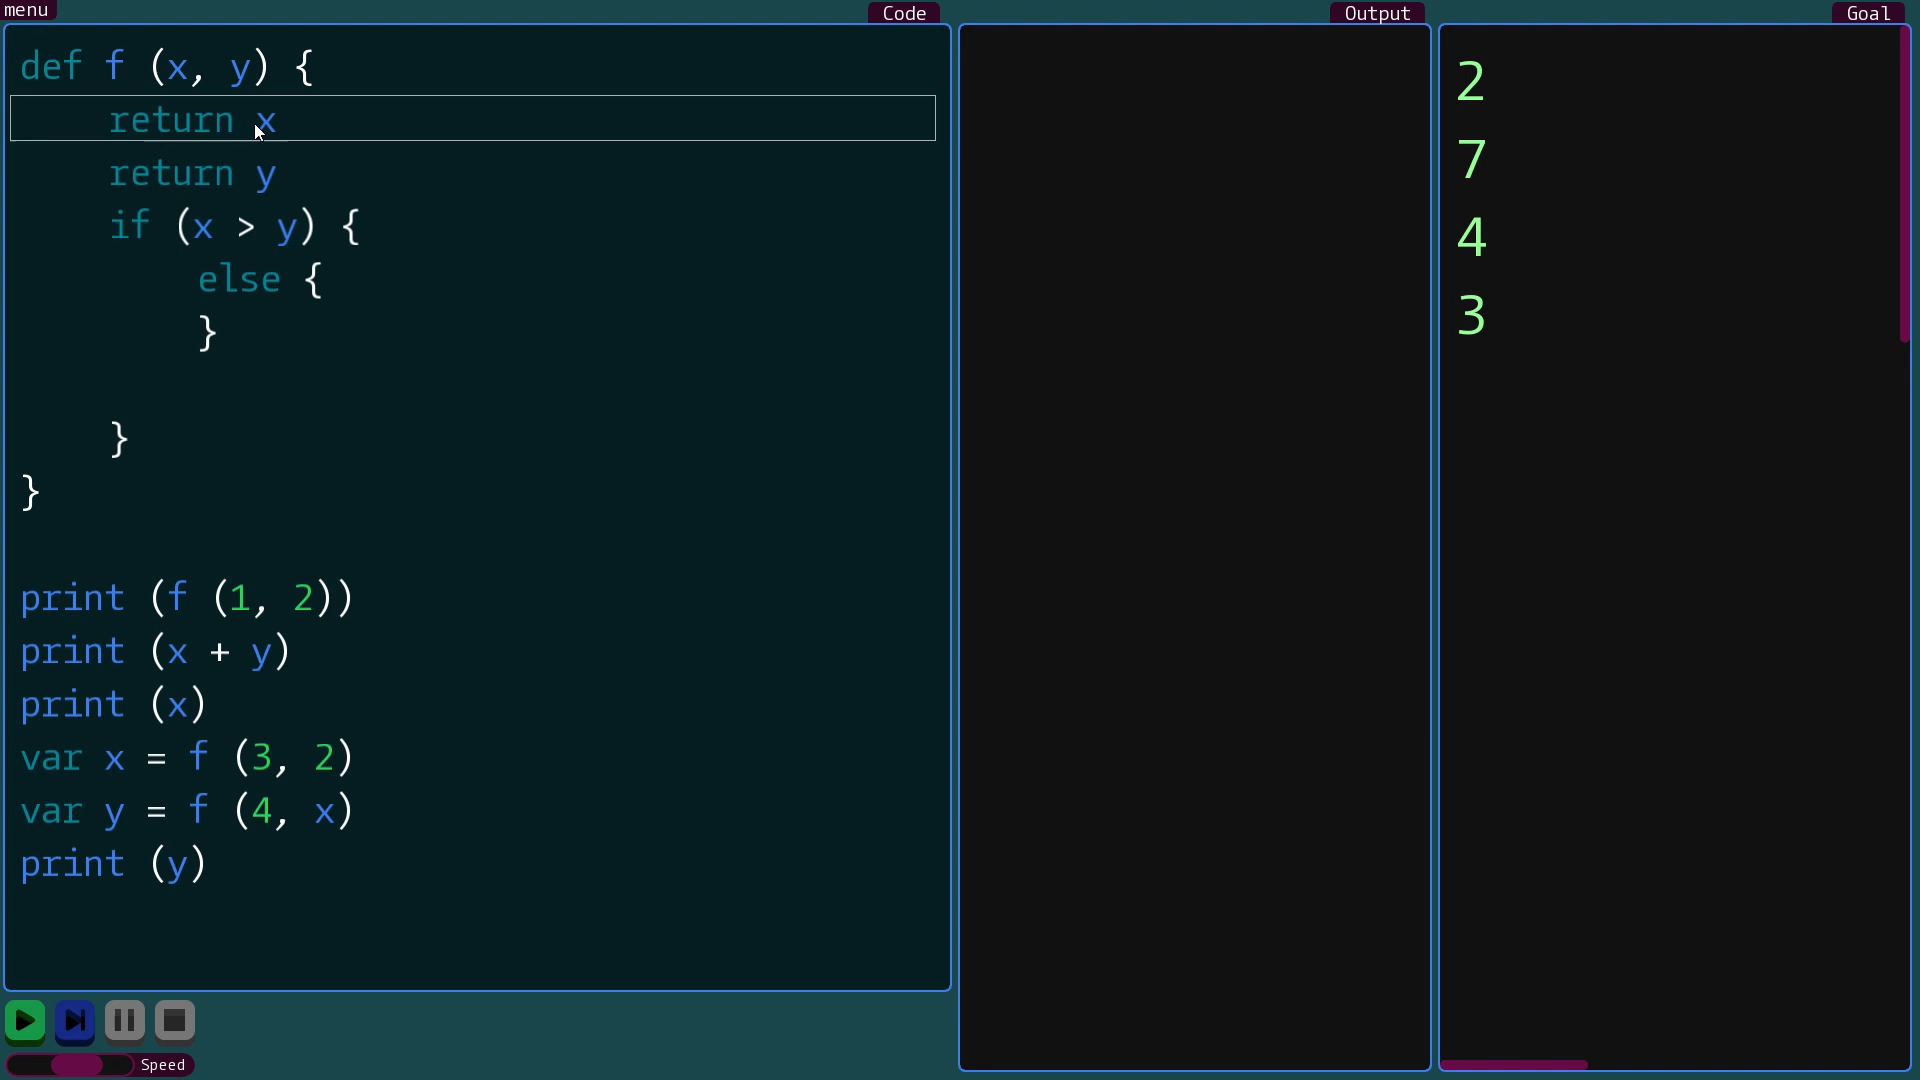 menu
Code
Output
Goal
def f (x, y) {
return x
return y
if (x > y) {
else {
}
}
}
print (f (1, 2))
print (x + y)
print (x)
var x = f (3, 2)
var y = f (4, x)
print (y)
Speed
2
7
4
3